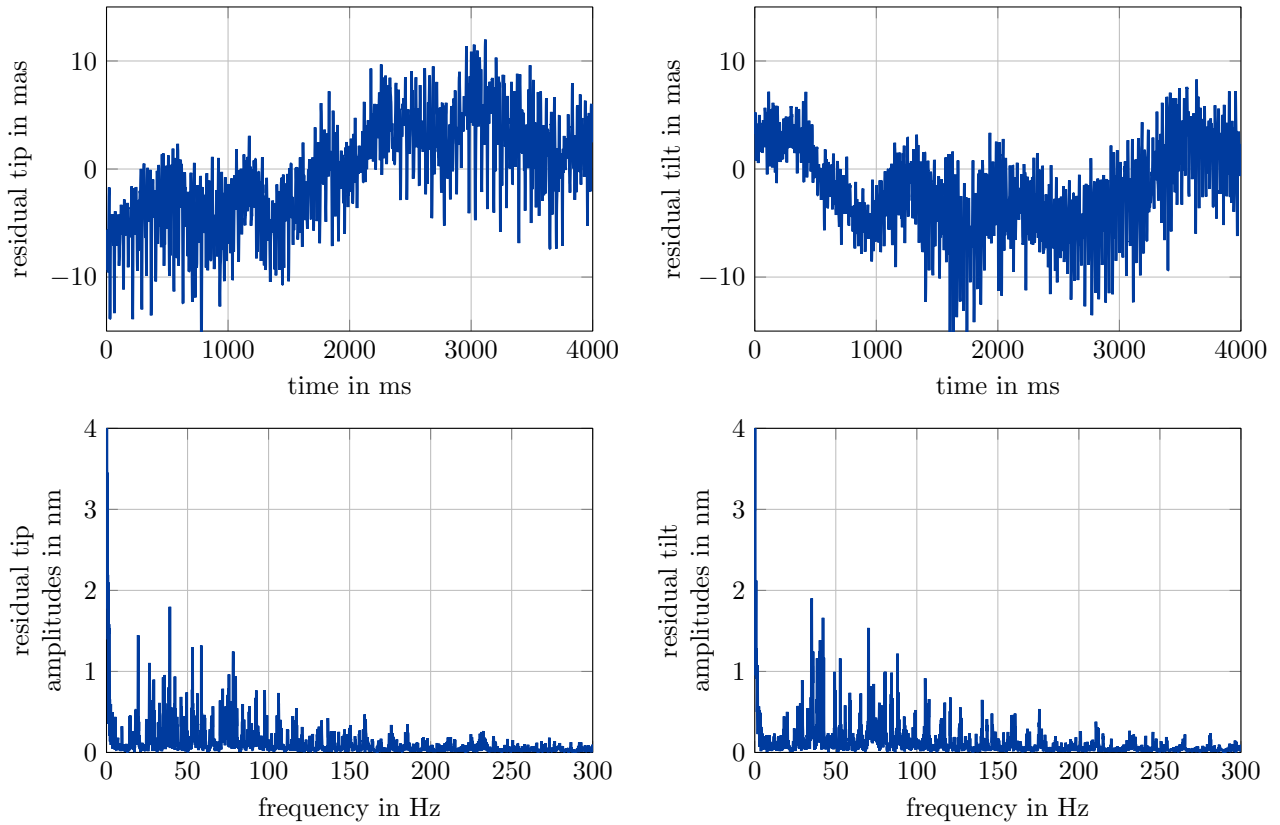 residual tip in mas
10
0
−10
0 1000 2000 3000 4000
time in ms
residual tilt in mas
10
0
−10
0 1000 2000 3000 4000
time in ms
residual tip
amplitudes in nm
4
3
2
1
0
0 50 100 150 200 250 300
frequency in Hz
residual tilt
amplitudes in nm
4
3
2
1
0
0 50 100 150 200 250 300
frequency in Hz